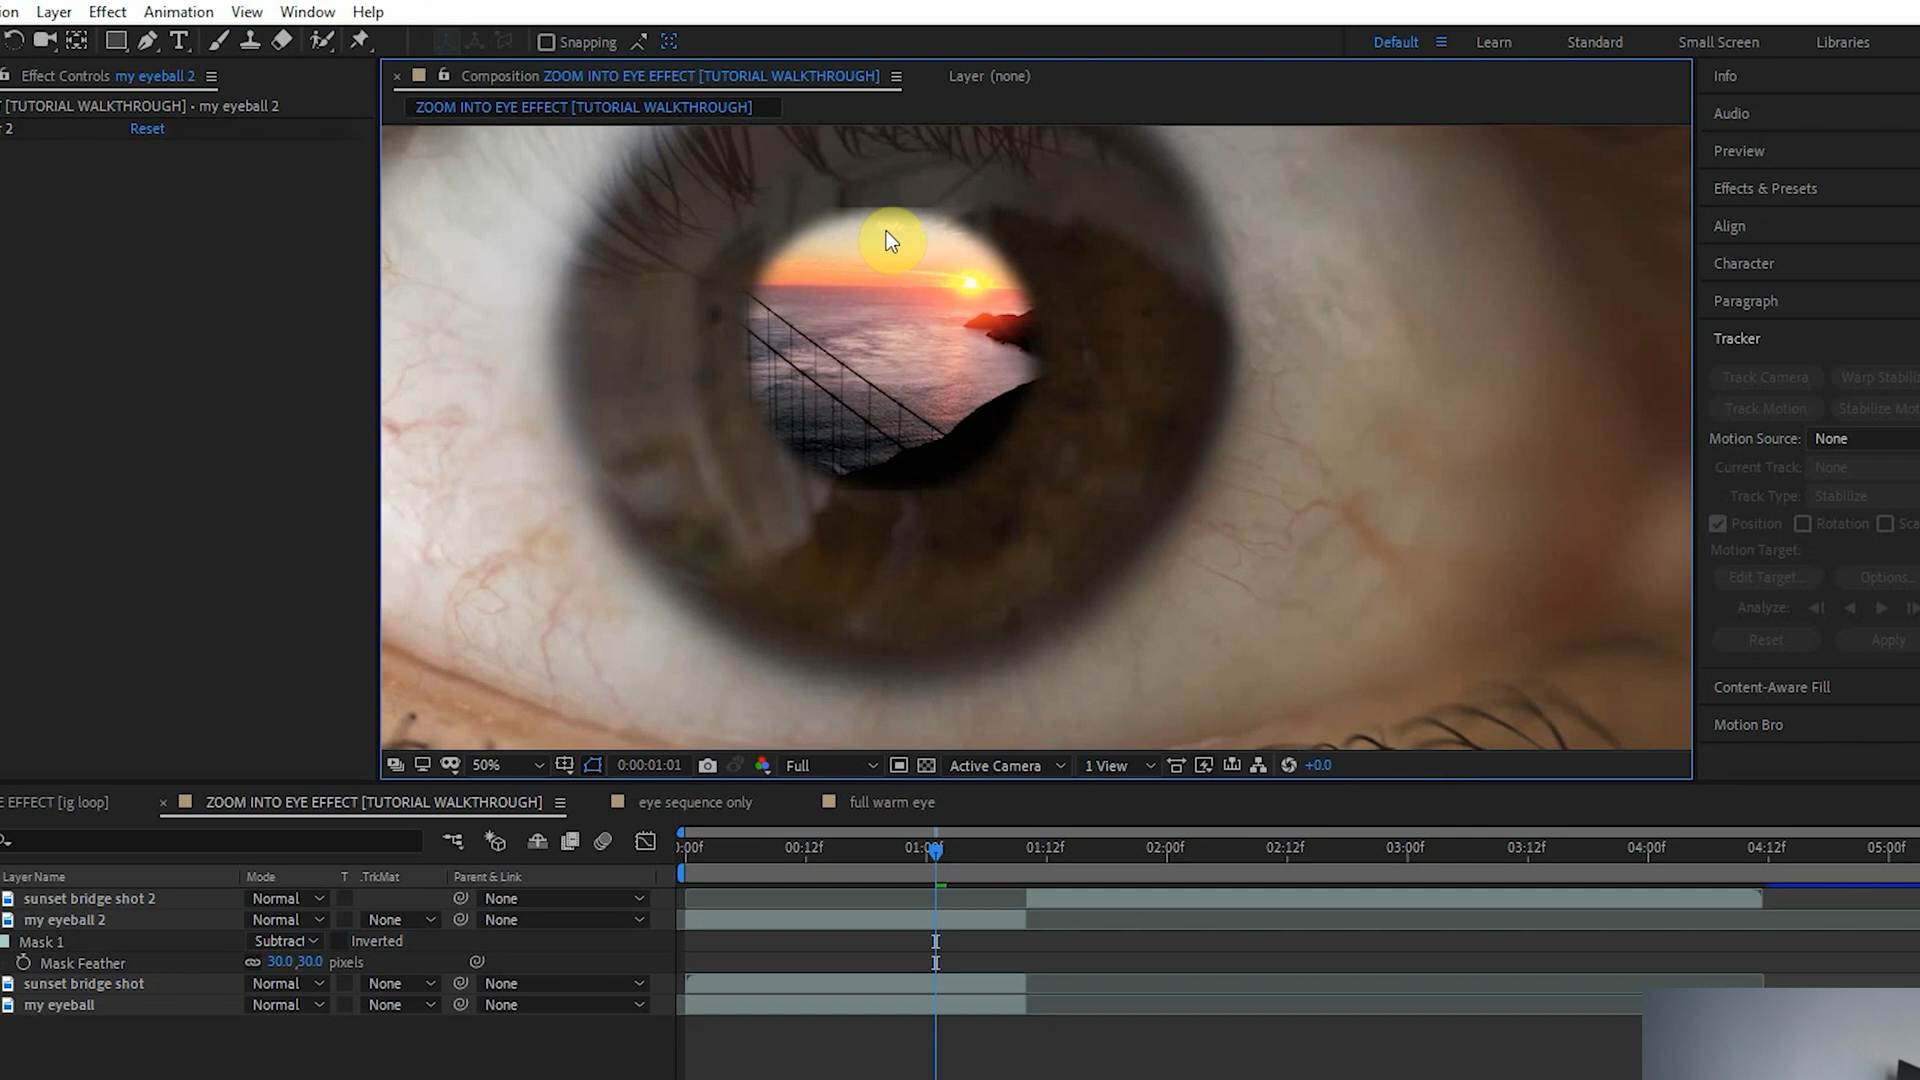 ion Layer Effect Animation View Window Help
Snapping Default Learn Standard Small Screen Libraries
Effect Controls my eyeball 2
[TUTORIAL WALKTHROUGH] • my eyeball 2
r 2 Reset
× Composition ZOOM INTO EYE EFFECT [TUTORIAL WALKTHROUGH] Layer (none)
ZOOM INTO EYE EFFECT [TUTORIAL WALKTHROUGH]
Info
Audio
Preview
Effects & Presets
Align
Character
Paragraph
Tracker
Track Camera Warp Stabiliz
Track Motion Stabilize Mot
Motion Source: None
Current Track: None
Track Type: Stabilize
Position Rotation Sca
Motion Target:
Edit Target... Options...
Analyze:
Reset Apply
Content-Aware Fill
Motion Bro
50% 0:00:01:01 Full Active Camera 1 View +0.0
E EFFECT [ig loop] × ZOOM INTO EYE EFFECT [TUTORIAL WALKTHROUGH] eye sequence only full warm eye
):00f 00:12f 01:00f 01:12f 02:00f 02:12f 03:00f 03:12f 04:00f 04:12f 05:00f
Layer Name Mode T .TrkMat Parent & Link
sunset bridge shot 2 Normal None
my eyeball 2 Normal None None
Mask 1 Subtract Inverted
Mask Feather 30.0,30.0 pixels
sunset bridge shot Normal None None
my eyeball Normal None None